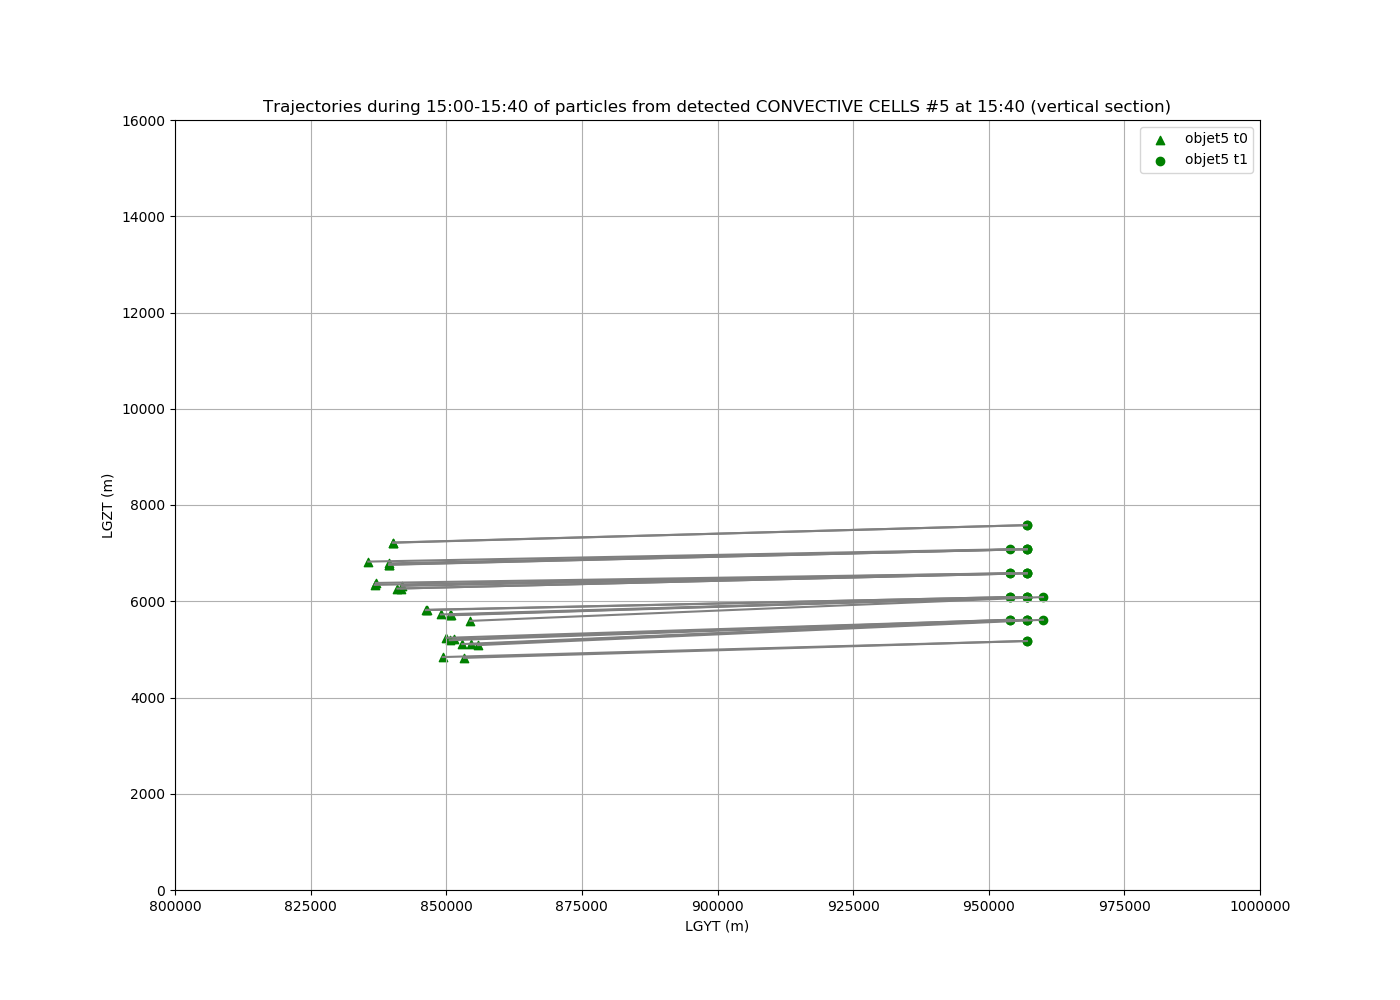 Trajectories during 15:00-15:40 of particles from detected CONVECTIVE CELLS #5 at 15:40 (vertical section)
objet5 t0
objet5 t1
16000
14000
12000
10000
8000
6000
4000
2000
0
LGZT (m)
800000 825000 850000 875000 900000 925000 950000 975000 1000000
LGYT (m)